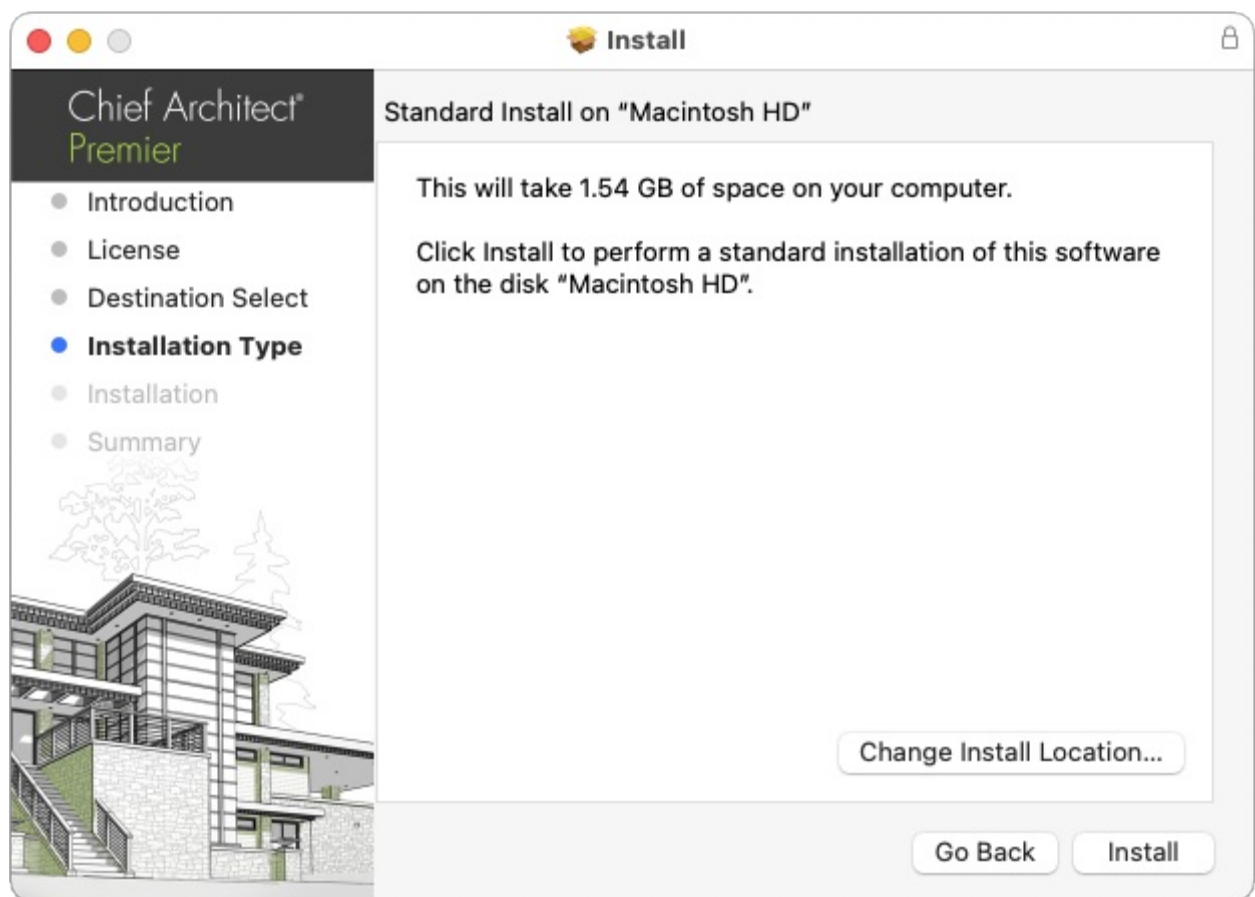 Install
Chief Architect®
Premier
Introduction
License
Destination Select
Installation Type
Installation
Summary
Standard Install on “Macintosh HD”
This will take 1.54 GB of space on your computer.
Click Install to perform a standard installation of this software
on the disk “Macintosh HD”.
Change Install Location...
Go Back
Install